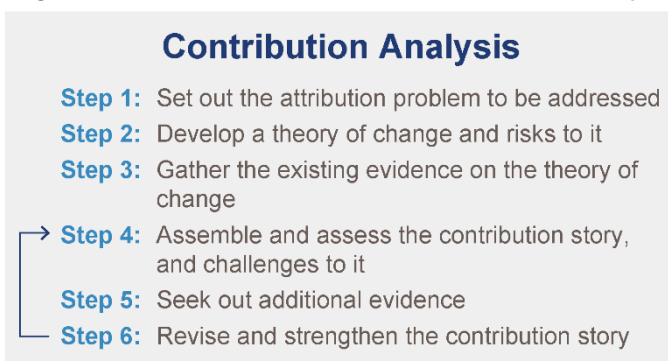 Contribution Analysis
Step 1: Set out the attribution problem to be addressed
Step 2: Develop a theory of change and risks to it
Step 3: Gather the existing evidence on the theory of
change
Step 4: Assemble and assess the contribution story,
and challenges to it
Step 5: Seek out additional evidence
Step 6: Revise and strengthen the contribution story